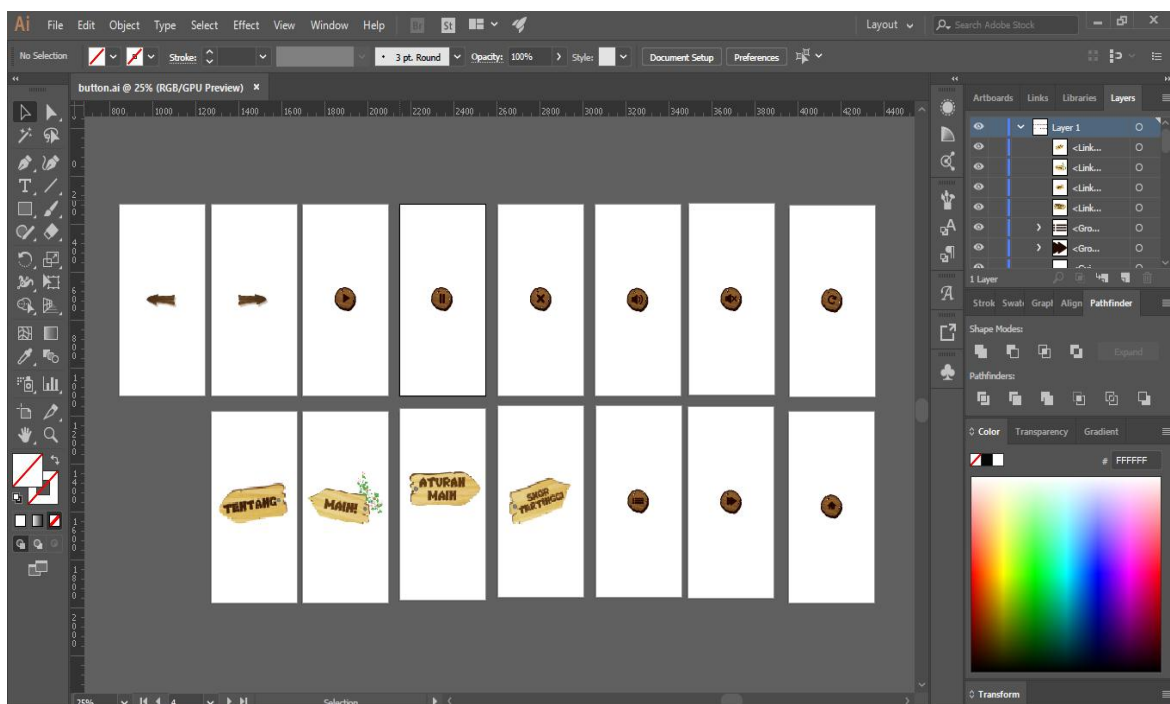 Ai File Edit Object Type Select Effect View Window Help Br St Layout Search Adobe Stock
No Selection Stroke: 3 pt. Round Opacity: 100% Style: Document Setup Preferences
button.ai @ 25% (RGB/GPU Preview) ×
800 1000 1200 1400 1600 1800 2000 2200 2400 2600 2800 3000 3200 3400 3600 3800 4000 4200 4400
Artboards Links Libraries Layers
Layer 1
<Link...
<Link...
<Link...
<Link...
<Gro...
<Gro...
1 Layer
Strok Swat Grapl Align Pathfinder
Shape Modes:
Expand
Pathfinders:
Color Transparency Gradient
# FFFFFF
Transform
TENTANG
MAIN!
ATURAN
MAIN
SKOR
TERTINGGI
25% 4 Selection